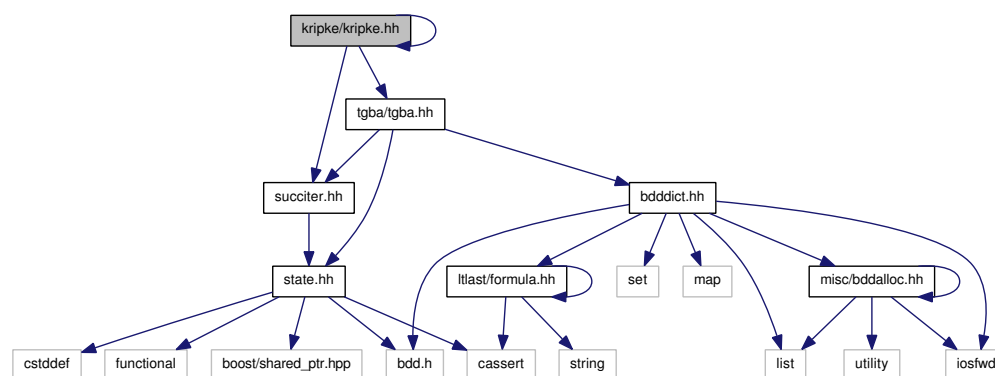 kripke/kripke.hh
tgba/tgba.hh
succiter.hh
bdddict.hh
state.hh
ltlast/formula.hh
set
map
misc/bddalloc.hh
cstddef
functional
boost/shared_ptr.hpp
bdd.h
cassert
string
list
utility
iosfwd